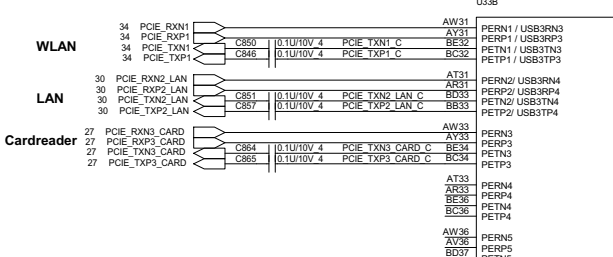 U33B
34 PCIE_RXN1 AW31 PERN1 / USB3RN3
34 PCIE_RXP1 AY31 PERP1 / USB3RP3
WLAN
34 PCIE_TXN1 C850 0.1U/10V_4 PCIE_TXN1_C BE32 PETN1 / USB3TN3
34 PCIE_TXP1 C846 0.1U/10V_4 PCIE_TXP1_C BC32 PETP1 / USB3TP3
30 PCIE_RXN2_LAN AT31 PERN2/ USB3RN4
30 PCIE_RXP2_LAN AR31 PERP2/ USB3RP4
LAN
30 PCIE_TXN2_LAN C851 0.1U/10V_4 PCIE_TXN2_LAN_C BD33 PETN2/ USB3TN4
30 PCIE_TXP2_LAN C857 0.1U/10V_4 PCIE_TXP2_LAN_C BB33 PETP2/ USB3TP4
27 PCIE_RXN3_CARD AW33 PERN3
Cardreader 27 PCIE_RXP3_CARD AY33 PERP3
27 PCIE_TXN3_CARD C864 0.1U/10V_4 PCIE_TXN3_CARD_C BE34 PETN3
27 PCIE_TXP3_CARD C865 0.1U/10V_4 PCIE_TXP3_CARD_C BC34 PETP3
AT33 PERN4
AR33 PERP4
BE36 PETN4
BC36 PETP4
AW36 PERN5
AV36 PERP5
BD37 PETN5